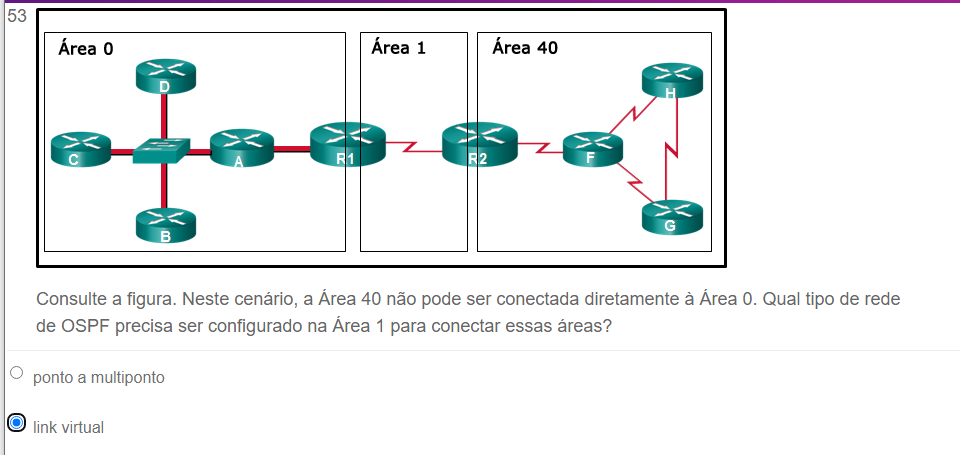 53
Área 0
Área 1
Área 40
D
H
C
A
R1
R2
F
B
G
Consulte a figura. Neste cenário, a Área 40 não pode ser conectada diretamente à Área 0. Qual tipo de rede
de OSPF precisa ser configurado na Área 1 para conectar essas áreas?
ponto a multiponto
link virtual